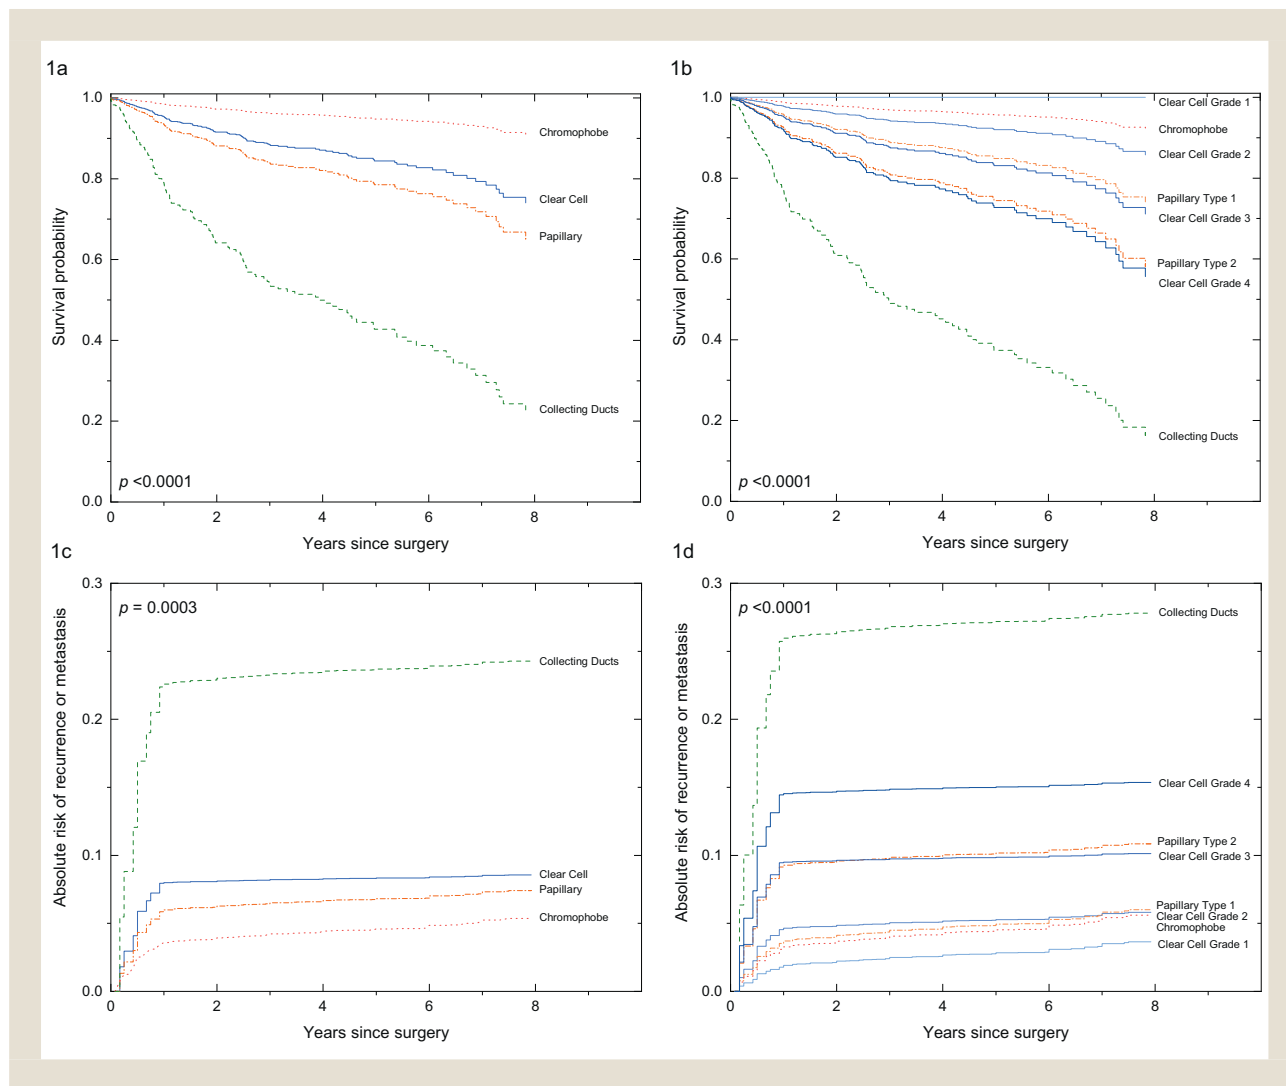 1a
1.0
0.8
0.6
0.4
0.2
0.0
Survival probability
Chromophobe
Clear Cell
Papillary
Collecting Ducts
p <0.0001
0 2 4 6 8
Years since surgery
1b
1.0
0.8
0.6
0.4
0.2
0.0
Survival probability
Clear Cell Grade 1
Chromophobe
Clear Cell Grade 2
Papillary Type 1
Clear Cell Grade 3
Papillary Type 2
Clear Cell Grade 4
Collecting Ducts
p <0.0001
0 2 4 6 8
Years since surgery
1c
0.3
0.2
0.1
0.0
Absolute risk of recurrence or metastasis
p = 0.0003
Collecting Ducts
Clear Cell
Papillary
Chromophobe
0 2 4 6 8
Years since surgery
1d
0.3
0.2
0.1
0.0
Absolute risk of recurrence or metastasis
p <0.0001
Collecting Ducts
Clear Cell Grade 4
Papillary Type 2
Clear Cell Grade 3
Papillary Type 1
Clear Cell Grade 2
Chromophobe
Clear Cell Grade 1
0 2 4 6 8
Years since surgery